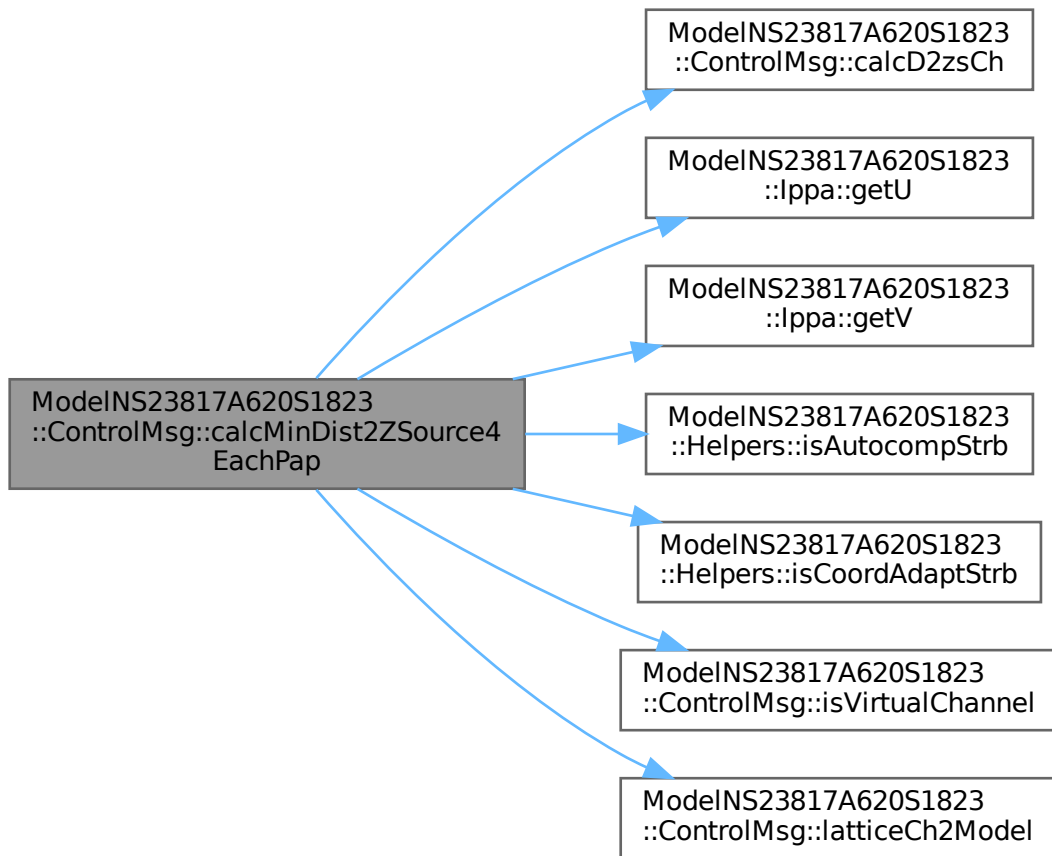 ModelNS23817A620S1823
::ControlMsg::calcD2zsCh
ModelNS23817A620S1823
::Ippa::getU
ModelNS23817A620S1823
::Ippa::getV
ModelNS23817A620S1823
::ControlMsg::calcMinDist2ZSource4
EachPap
ModelNS23817A620S1823
::Helpers::isAutocompStrb
ModelNS23817A620S1823
::Helpers::isCoordAdaptStrb
ModelNS23817A620S1823
::ControlMsg::isVirtualChannel
ModelNS23817A620S1823
::ControlMsg::latticeCh2Model